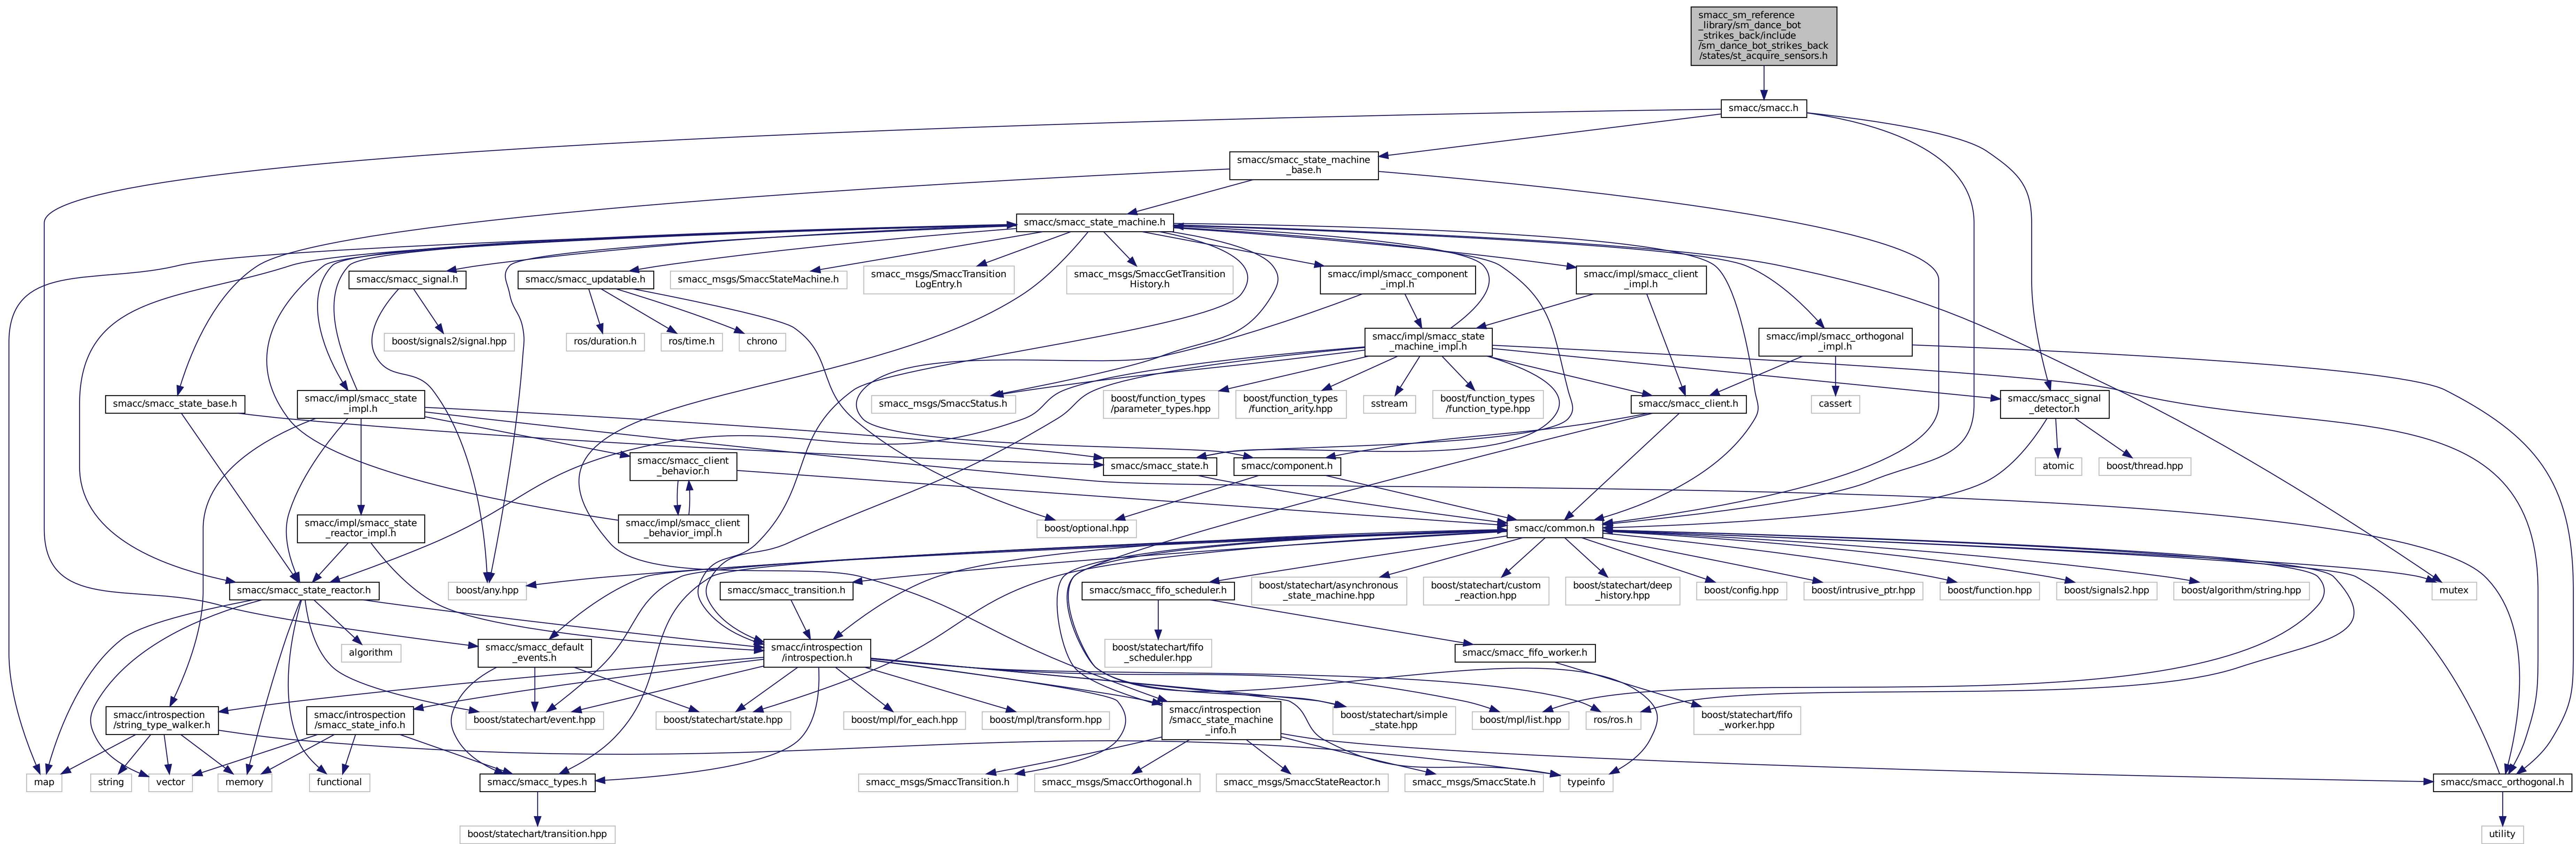 smacc_sm_reference
_library/sm_dance_bot
_strikes_back/include
/sm_dance_bot_strikes_back
/states/st_acquire_sensors.h
smacc/smacc.h
smacc/smacc_state_machine
_base.h
smacc/smacc_state_machine.h
smacc/smacc_signal.h
smacc/smacc_updatable.h
smacc_msgs/SmaccStateMachine.h
smacc_msgs/SmaccTransition
LogEntry.h
smacc_msgs/SmaccGetTransition
History.h
smacc/impl/smacc_component
_impl.h
smacc/impl/smacc_client
_impl.h
boost/signals2/signal.hpp
ros/duration.h
ros/time.h
chrono
smacc/impl/smacc_state
_machine_impl.h
smacc/impl/smacc_orthogonal
_impl.h
smacc/smacc_state_base.h
smacc/impl/smacc_state
_impl.h
smacc_msgs/SmaccStatus.h
boost/function_types
/parameter_types.hpp
boost/function_types
/function_arity.hpp
sstream
boost/function_types
/function_type.hpp
smacc/smacc_client.h
cassert
smacc/smacc_signal
_detector.h
smacc/smacc_client
_behavior.h
smacc/smacc_state.h
smacc/component.h
atomic
boost/thread.hpp
smacc/impl/smacc_state
_reactor_impl.h
smacc/impl/smacc_client
_behavior_impl.h
boost/optional.hpp
smacc/common.h
smacc/smacc_state_reactor.h
boost/any.hpp
smacc/smacc_transition.h
smacc/smacc_fifo_scheduler.h
boost/statechart/asynchronous
_state_machine.hpp
boost/statechart/custom
_reaction.hpp
boost/statechart/deep
_history.hpp
boost/config.hpp
boost/intrusive_ptr.hpp
boost/function.hpp
boost/signals2.hpp
boost/algorithm/string.hpp
mutex
algorithm
smacc/smacc_default
_events.h
smacc/introspection
/introspection.h
boost/statechart/fifo
_scheduler.hpp
smacc/smacc_fifo_worker.h
smacc/introspection
/string_type_walker.h
smacc/introspection
/smacc_state_info.h
boost/statechart/event.hpp
boost/statechart/state.hpp
boost/mpl/for_each.hpp
boost/mpl/transform.hpp
smacc/introspection
/smacc_state_machine
_info.h
boost/statechart/simple
_state.hpp
boost/mpl/list.hpp
ros/ros.h
boost/statechart/fifo
_worker.hpp
map
string
vector
memory
functional
smacc/smacc_types.h
smacc_msgs/SmaccTransition.h
smacc_msgs/SmaccOrthogonal.h
smacc_msgs/SmaccStateReactor.h
smacc_msgs/SmaccState.h
typeinfo
smacc/smacc_orthogonal.h
boost/statechart/transition.hpp
utility